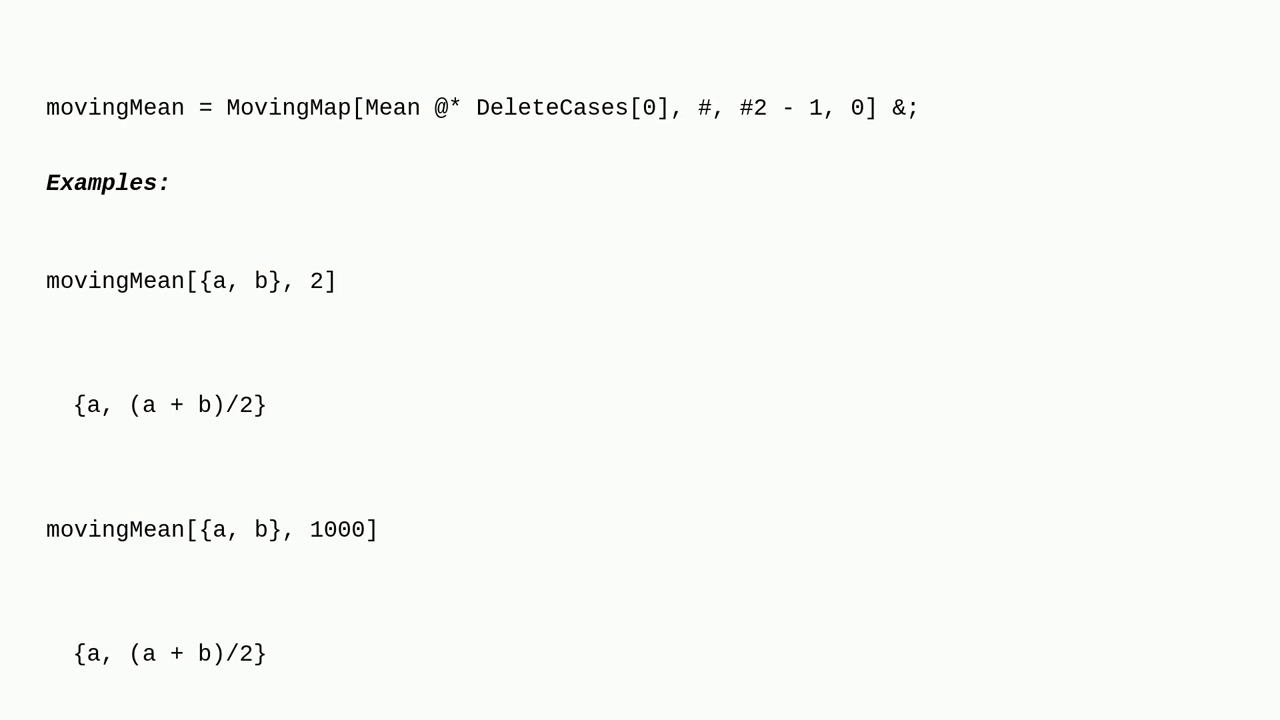 movingMean = MovingMap[Mean @* DeleteCases[0], #, #2 - 1, 0] &;
Examples:
movingMean[{a, b}, 2]
{a, (a + b)/2}
movingMean[{a, b}, 1000]
{a, (a + b)/2}